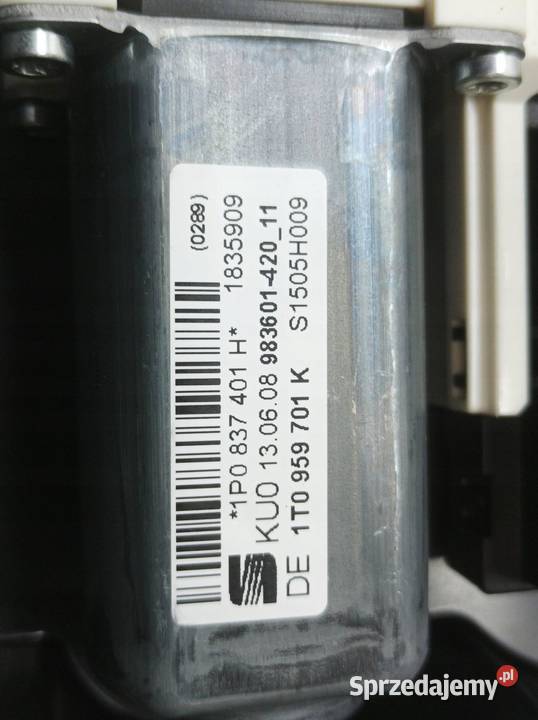 (0289)
*1P0 837 401 H* 1835909
KUO 13.06.08 983601-420_11
DE 1T0 959 701 K S1505H009
Sprzedajemy.pl